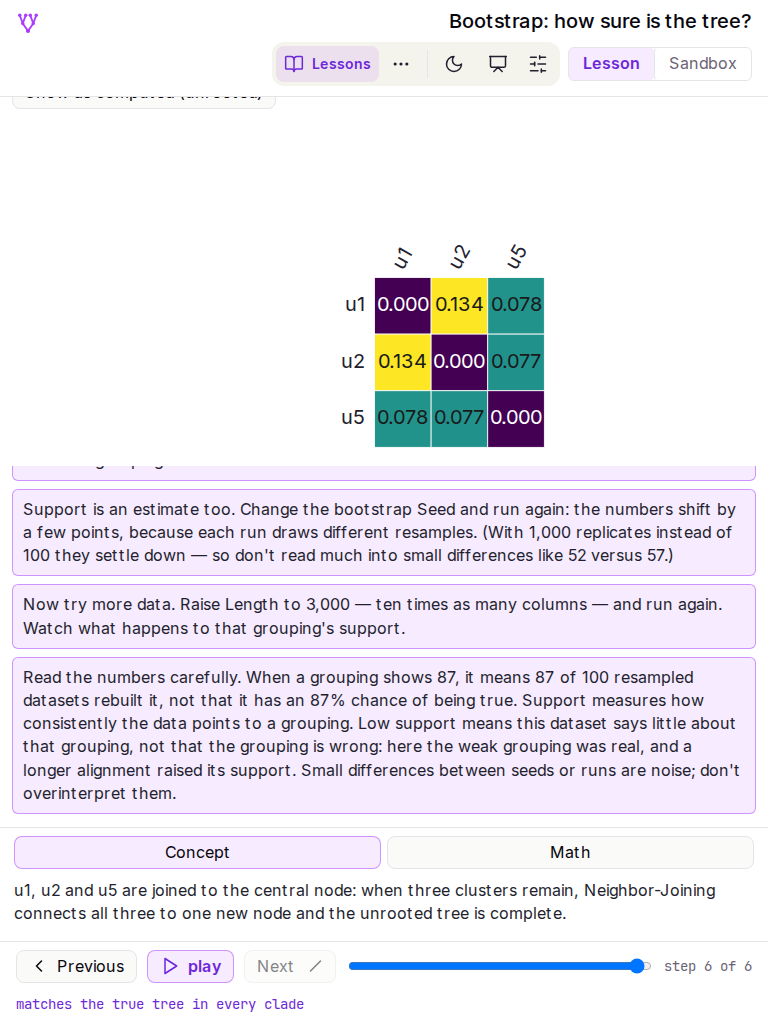 Bootstrap: how sure is the tree?
Lessons
Lesson
Sandbox
u1 u2 u5
u1 0.000 0.134 0.078
u2 0.134 0.000 0.077
u5 0.078 0.077 0.000
Support is an estimate too. Change the bootstrap Seed and run again: the numbers shift by
a few points, because each run draws different resamples. (With 1,000 replicates instead of
100 they settle down — so don't read much into small differences like 52 versus 57.)
Now try more data. Raise Length to 3,000 — ten times as many columns — and run again.
Watch what happens to that grouping's support.
Read the numbers carefully. When a grouping shows 87, it means 87 of 100 resampled
datasets rebuilt it, not that it has an 87% chance of being true. Support measures how
consistently the data points to a grouping. Low support means this dataset says little about
that grouping, not that the grouping is wrong: here the weak grouping was real, and a
longer alignment raised its support. Small differences between seeds or runs are noise; don't
overinterpret them.
Concept
Math
u1, u2 and u5 are joined to the central node: when three clusters remain, Neighbor-Joining
connects all three to one new node and the unrooted tree is complete.
Previous
play
Next
step 6 of 6
matches the true tree in every clade